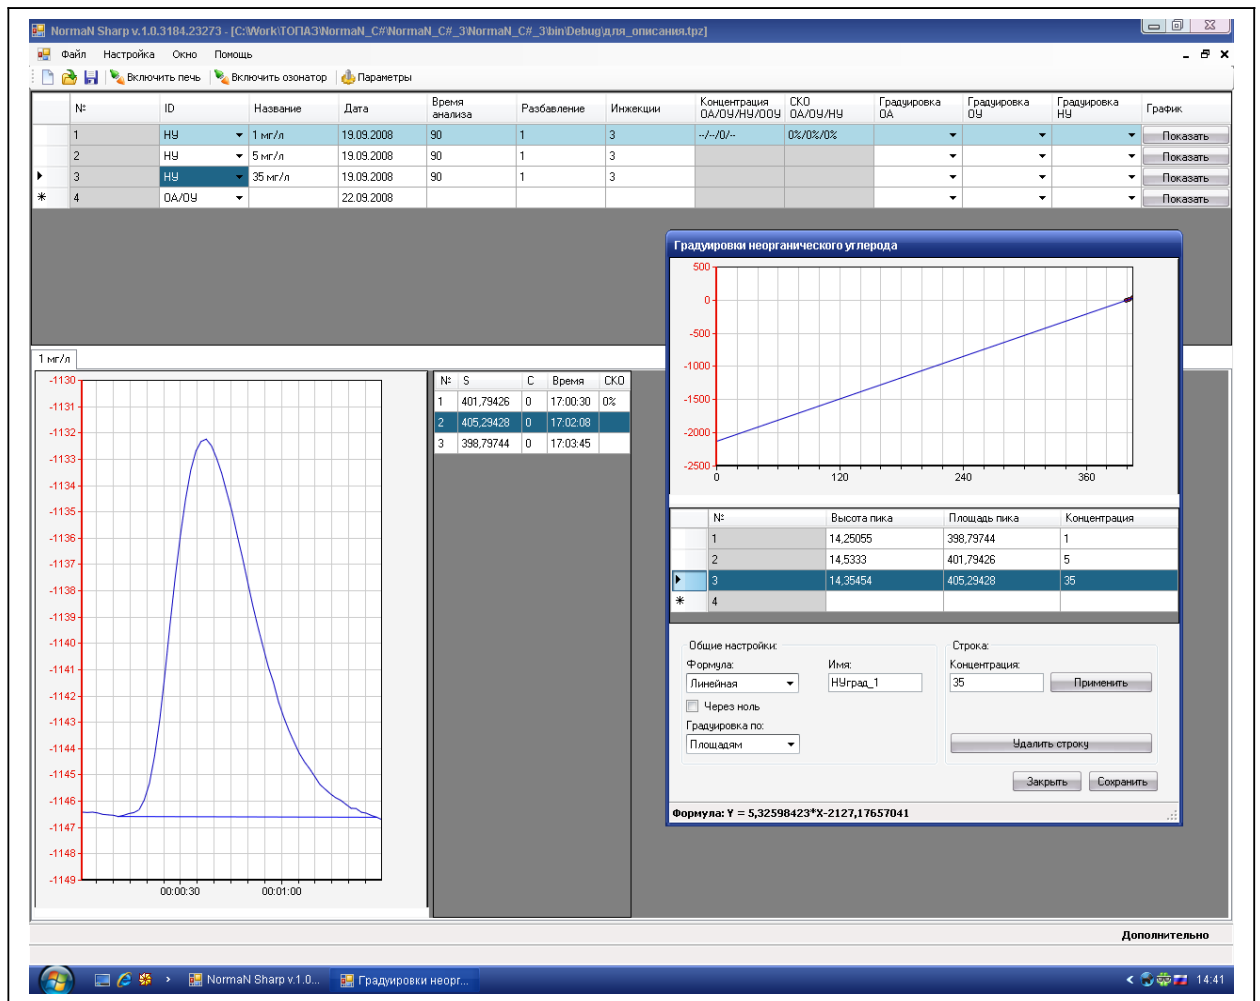 NormaN Sharp v.1.0.3184.23273 - [C:\Work\ТОПАЗ\NormaN_C#\NormaN_C#_3\NormaN_C#_3\bin\Debug\для_описания.tpz]
Файл Настройка Окно Помощь
Включить печь Включить озонатор Параметры
№ ID Название Дата Время анализа Разбавление Инжекции Концентрация ОА/ОУ/НУ/ООУ СКО ОА/ОУ/НУ Градуировка ОА Градуировка ОУ Градуировка НУ График
1 НУ 1 мг/л 19.09.2008 90 1 3 --/--/0/-- 0%/0%/0% Показать
2 НУ 5 мг/л 19.09.2008 90 1 3 Показать
3 НУ 35 мг/л 19.09.2008 90 1 3 Показать
4 ОА/ОУ 22.09.2008 Показать
1 мг/л
-1130
-1131
-1132
-1133
-1134
-1135
-1136
-1137
-1138
-1139
-1140
-1141
-1142
-1143
-1144
-1145
-1146
-1147
-1148
-1149
00:00:30 00:01:00
№ S C Время СКО
1 401,79426 0 17:00:30 0%
2 405,29428 0 17:02:08
3 398,79744 0 17:03:45
Градуировки неорганического углерода
500
0
-500
-1000
-1500
-2000
-2500
0 120 240 360
№ Высота пика Площадь пика Концентрация
1 14,25055 398,79744 1
2 14,5333 401,79426 5
3 14,35454 405,29428 35
4
Общие настройки: Строка:
Формула: Имя: Концентрация:
Линейная НУград_1 35 Применить
Через ноль
Градуировка по:
Площадям Удалить строку
Закрыть Сохранить
Формула: Y = 5,32598423*X-2127,17657041
Дополнительно
NormaN Sharp v.1.0... Градуировки неорг... 14:41